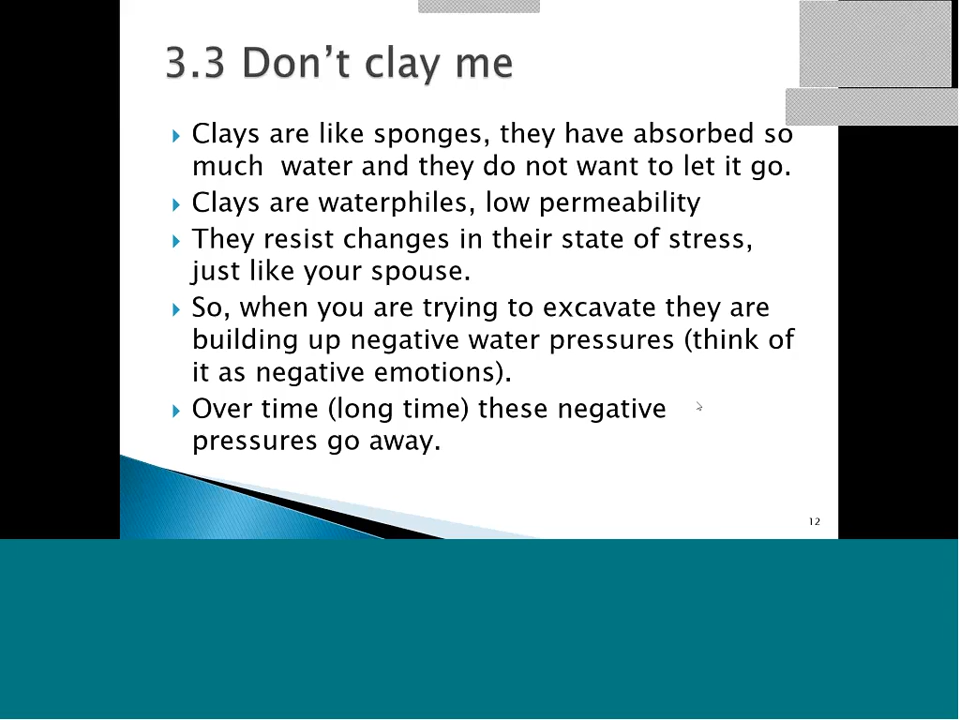 3.3 Don’t clay me
Clays are like sponges, they have absorbed so
much  water and they do not want to let it go.
Clays are waterphiles, low permeability
They resist changes in their state of stress,
just like your spouse.
So, when you are trying to excavate they are
building up negative water pressures (think of
it as negative emotions).
Over time (long time) these negative
pressures go away.
12